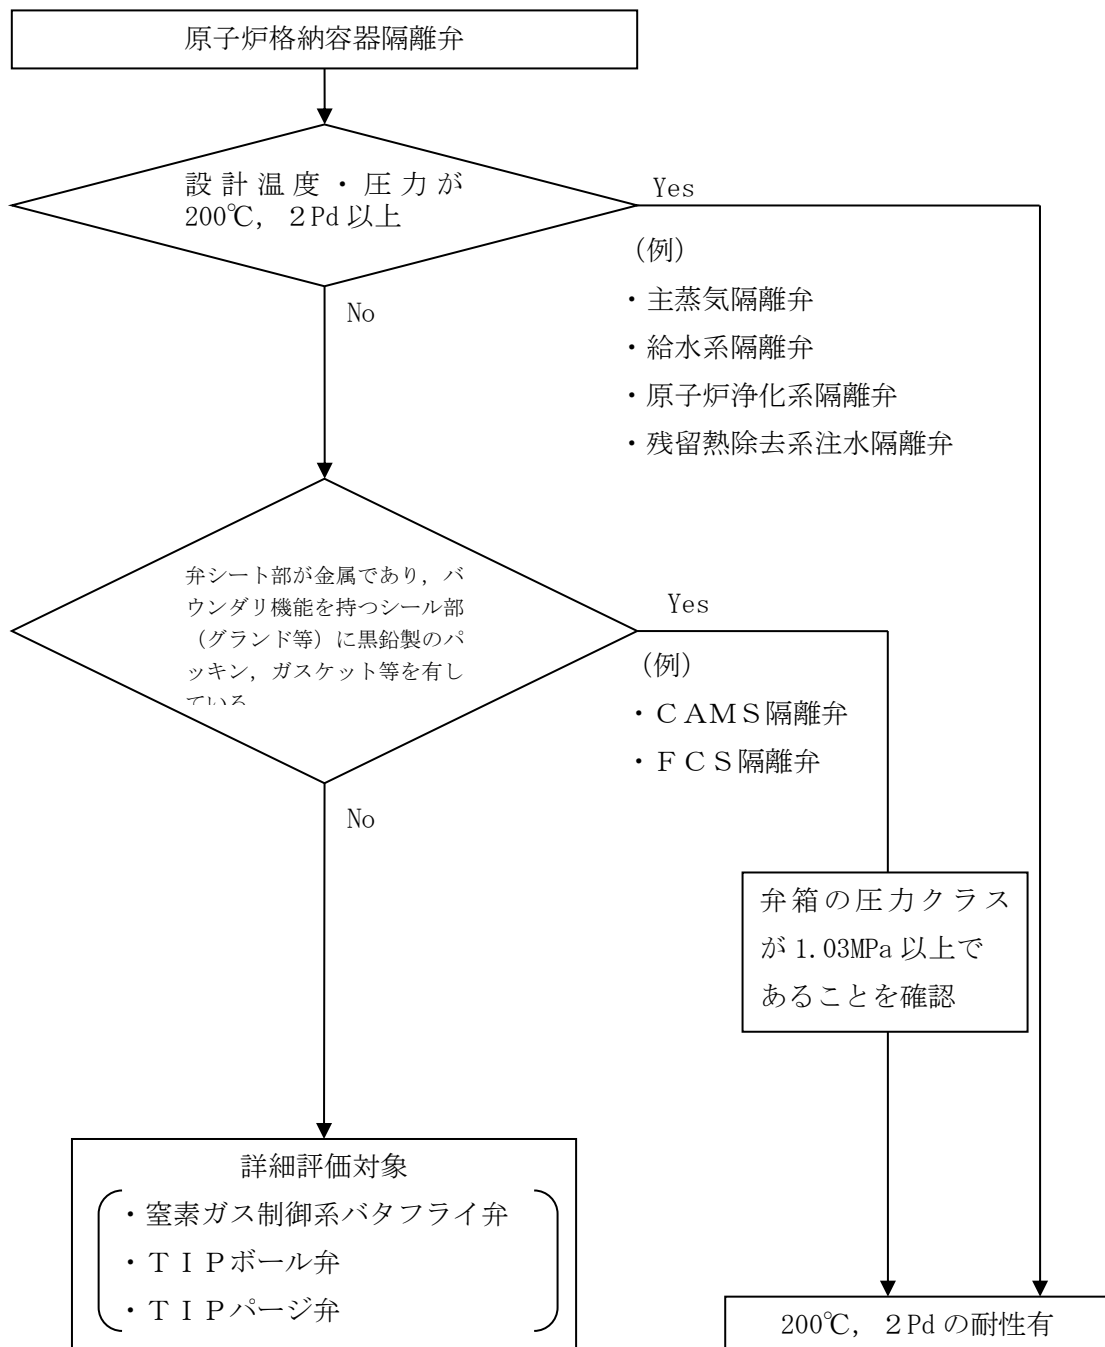 原子炉格納容器隔離弁
設計温度・圧力が
200℃，２Pd以上
Yes
（例）
・主蒸気隔離弁
・給水系隔離弁
・原子炉浄化系隔離弁
・残留熱除去系注水隔離弁
No
弁シート部が金属であり，バ
ウンダリ機能を持つシール部
（グランド等）に黒鉛製のパ
ッキン，ガスケット等を有し
ている
Yes
（例）
・ＣＡＭＳ隔離弁
・ＦＣＳ隔離弁
No
弁箱の圧力クラス
が1.03MPa以上で
あることを確認
詳細評価対象
・窒素ガス制御系バタフライ弁
・ＴＩＰボール弁
・ＴＩＰパージ弁
200℃，２Pdの耐性有